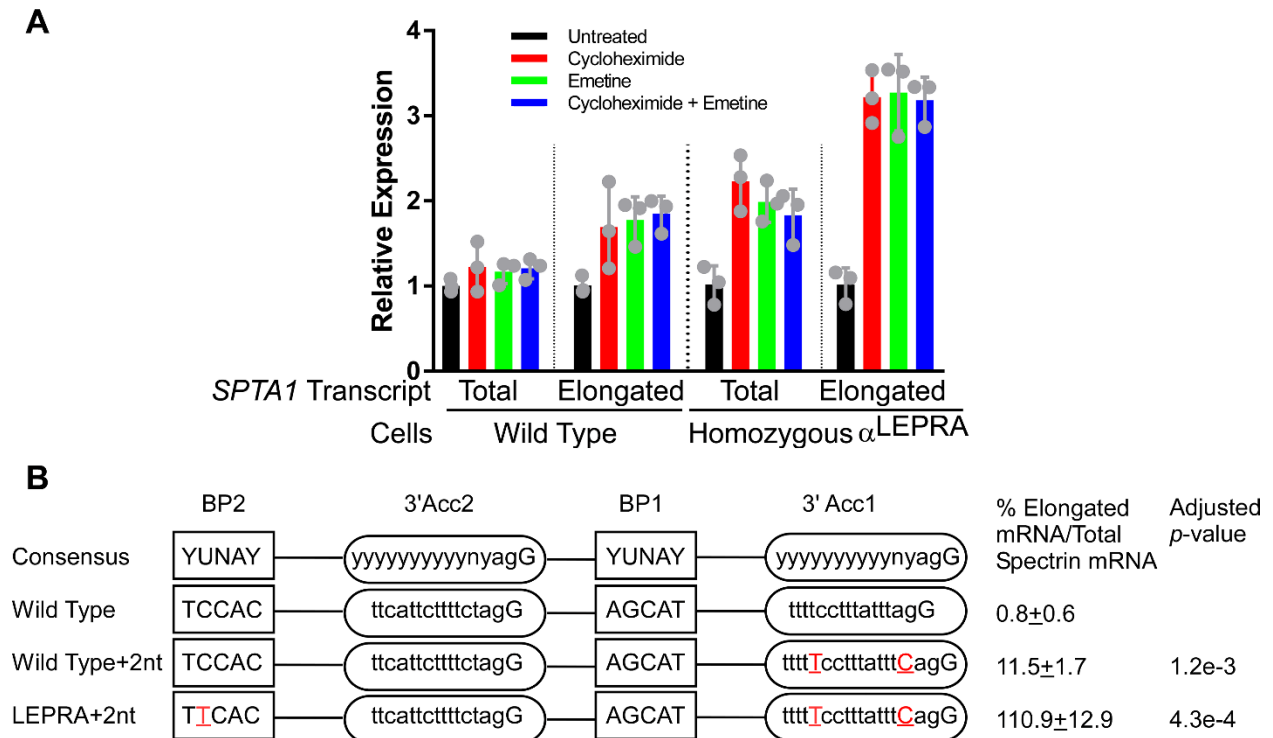 A
4
3
2
1
0
Relative Expression
Untreated
Cycloheximide
Emetine
Cycloheximide + Emetine
SPTA1 Transcript Total Elongated Total Elongated
Cells Wild Type Homozygous αLEPRA
B
BP2 3'Acc2 BP1 3' Acc1 % Elongated mRNA/Total Spectrin mRNA Adjusted p-value
Consensus YUNAY yyyyyyyyyynyagG YUNAY yyyyyyyyyynyagG
Wild Type TCCAC ttcattcttttctagG AGCAT ttttcctttatttagG 0.8±0.6
Wild Type+2nt TCCAC ttcattcttttctagG AGCAT ttttTcctttatttCagG 11.5±1.7 1.2e-3
LEPRA+2nt TTCAC ttcattcttttctagG AGCAT ttttTcctttatttCagG 110.9±12.9 4.3e-4